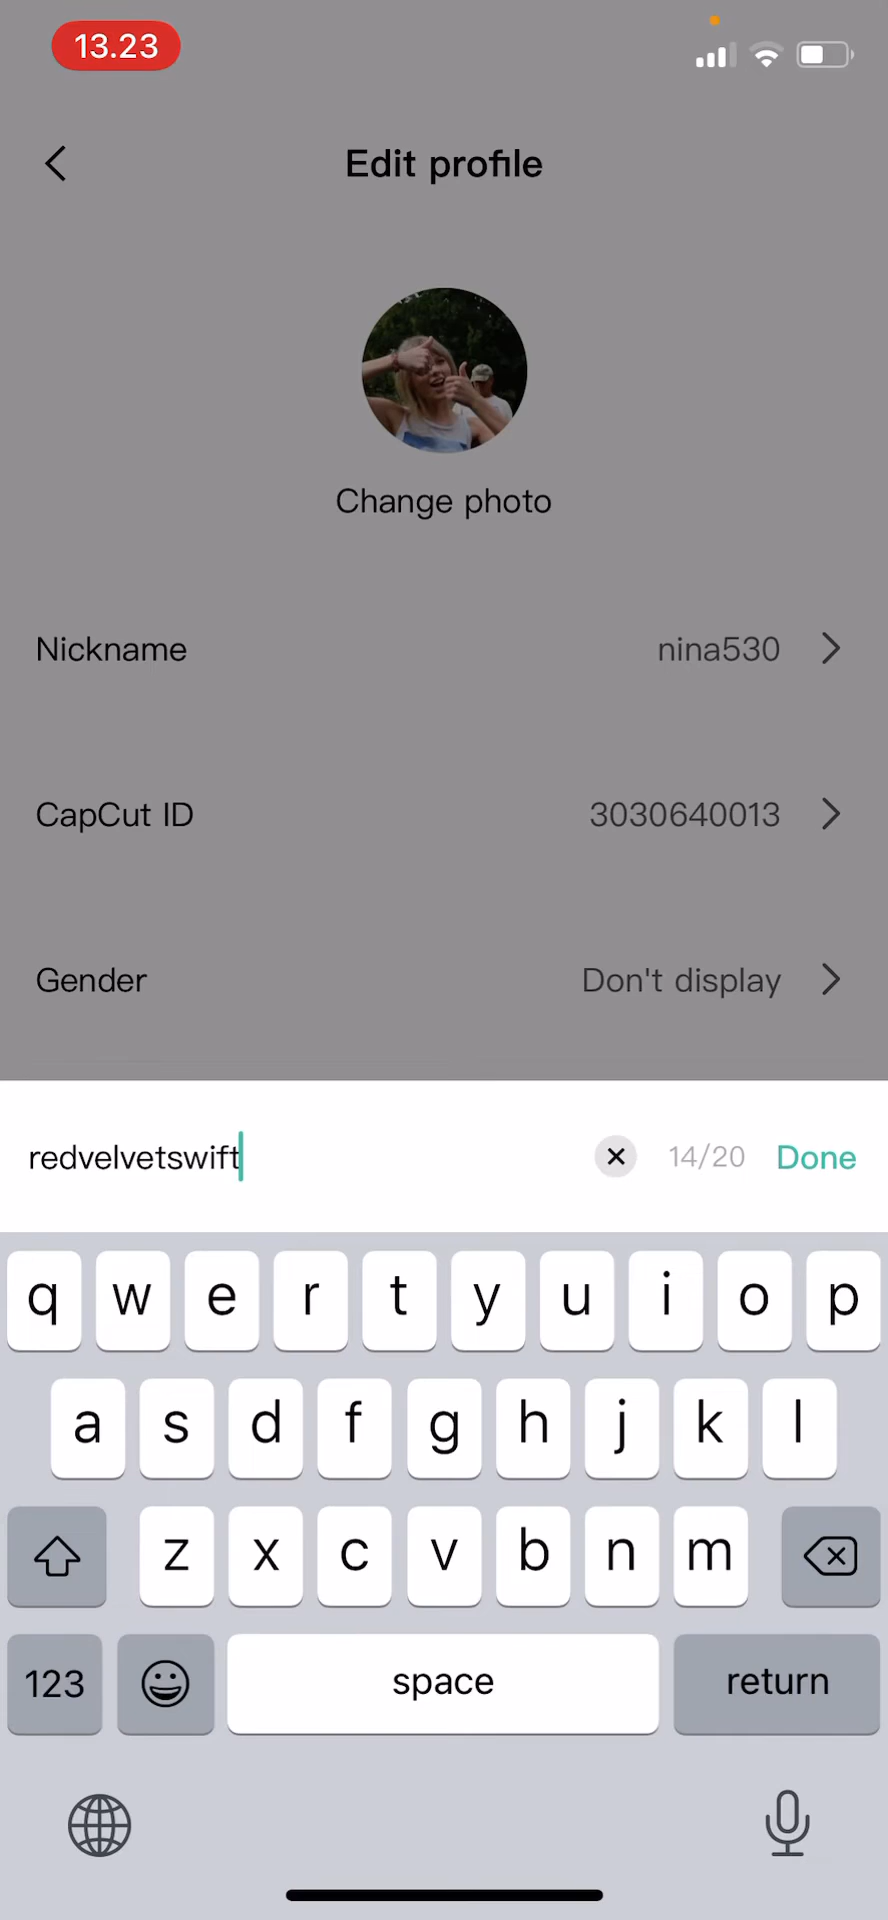 13.23
Edit profile
Change photo
Nickname nina530
CapCut ID 3030640013
Gender Don't display
redvelvetswift 14/20 Done
q w e r t y u i o p
a s d f g h j k l
z x c v b n m
123 space return